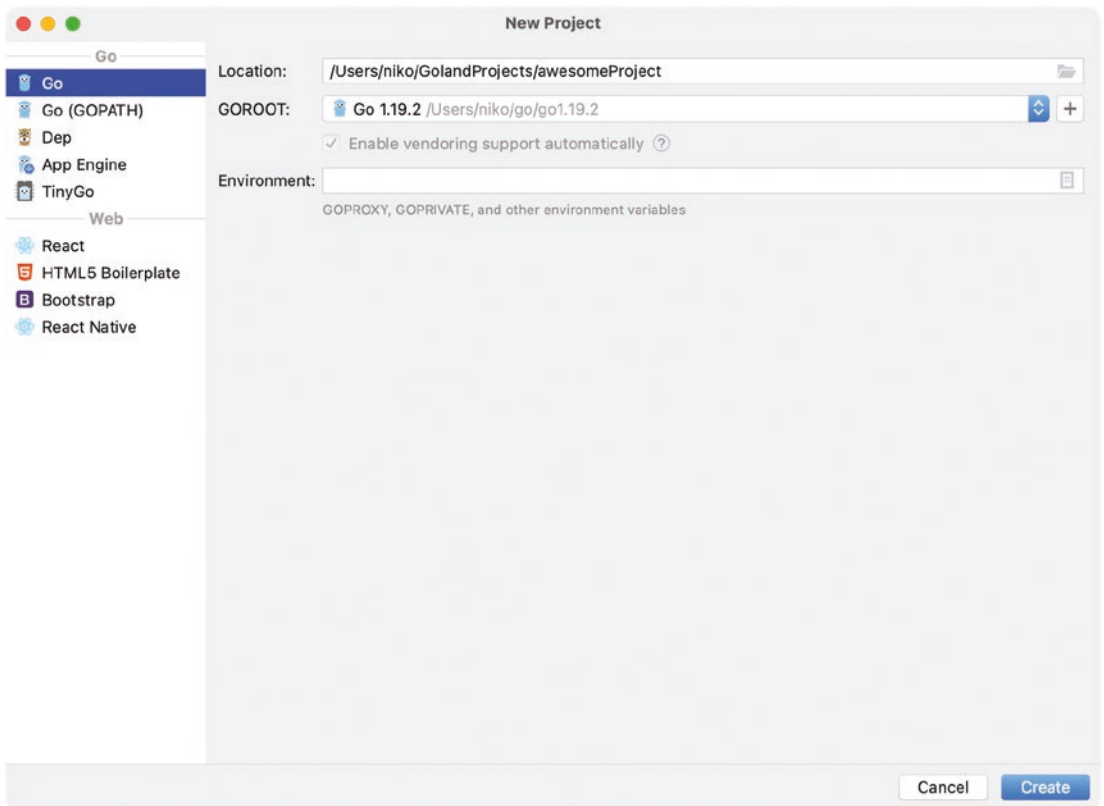 New Project
Go
Go
Go (GOPATH)
Dep
App Engine
TinyGo
Web
React
HTML5 Boilerplate
Bootstrap
React Native
Location: /Users/niko/GolandProjects/awesomeProject
GOROOT: Go 1.19.2 /Users/niko/go/go1.19.2
Enable vendoring support automatically ?
Environment:
GOPROXY, GOPRIVATE, and other environment variables
Cancel Create